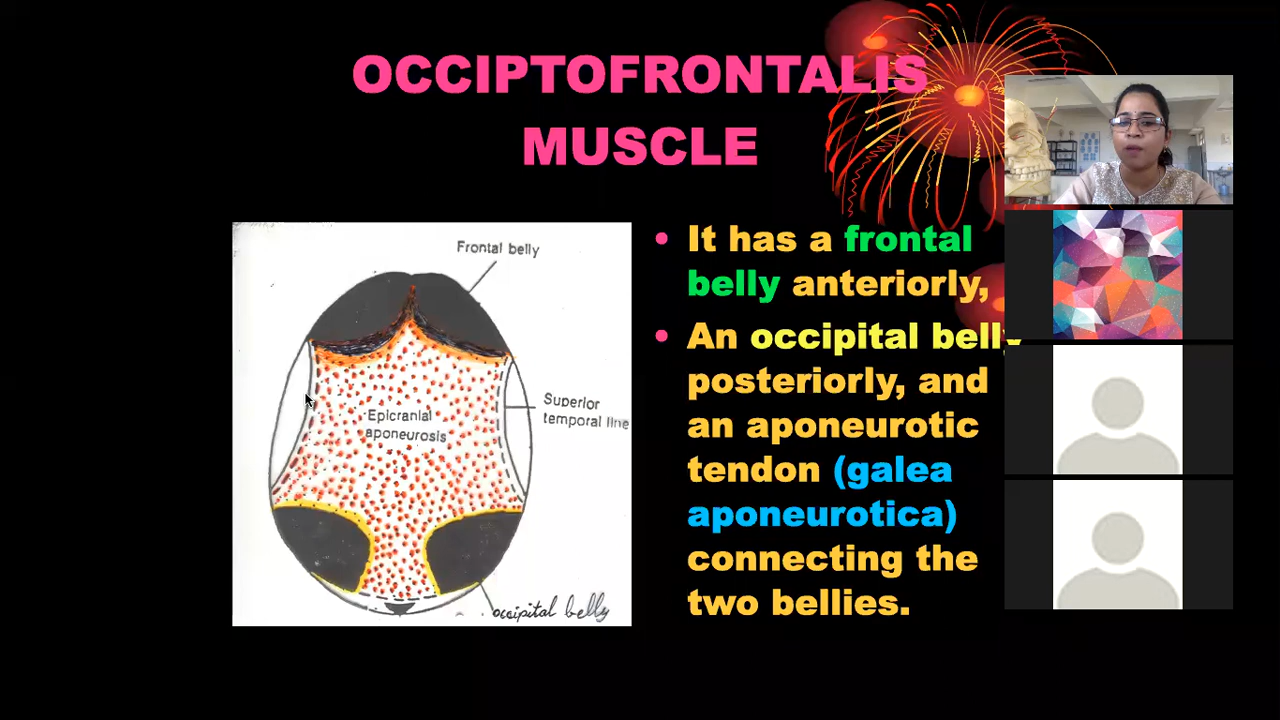 OCCIPTOFRONTALIS
MUSCLE
Frontal belly
Superior
temporal line
Epicranial
aponeurosis
occipital belly
• It has a frontal
belly anteriorly,
• An occipital belly
posteriorly, and
an aponeurotic
tendon (galea
aponeurotica)
connecting the
two bellies.